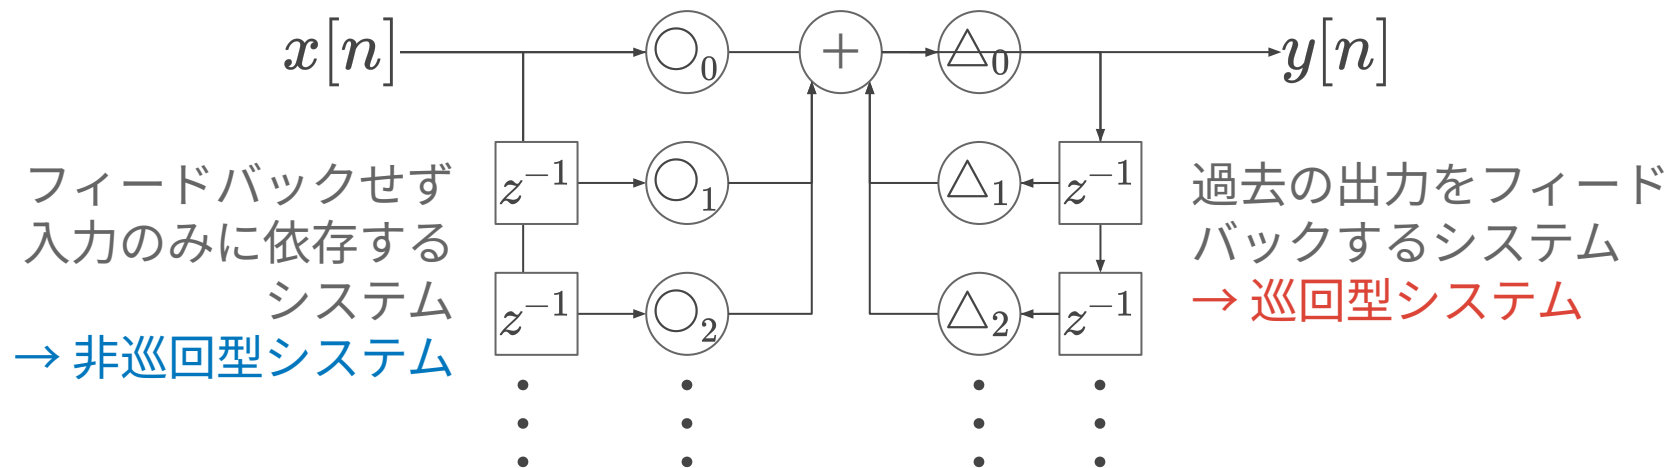 x[n]
○₀
+
△₀
y[n]
フィードバックせず
入力のみに依存する
システム
→ 非巡回型システム
z⁻¹
○₁
△₁
z⁻¹
z⁻¹
○₂
△₂
z⁻¹
過去の出力をフィード
バックするシステム
→ 巡回型システム